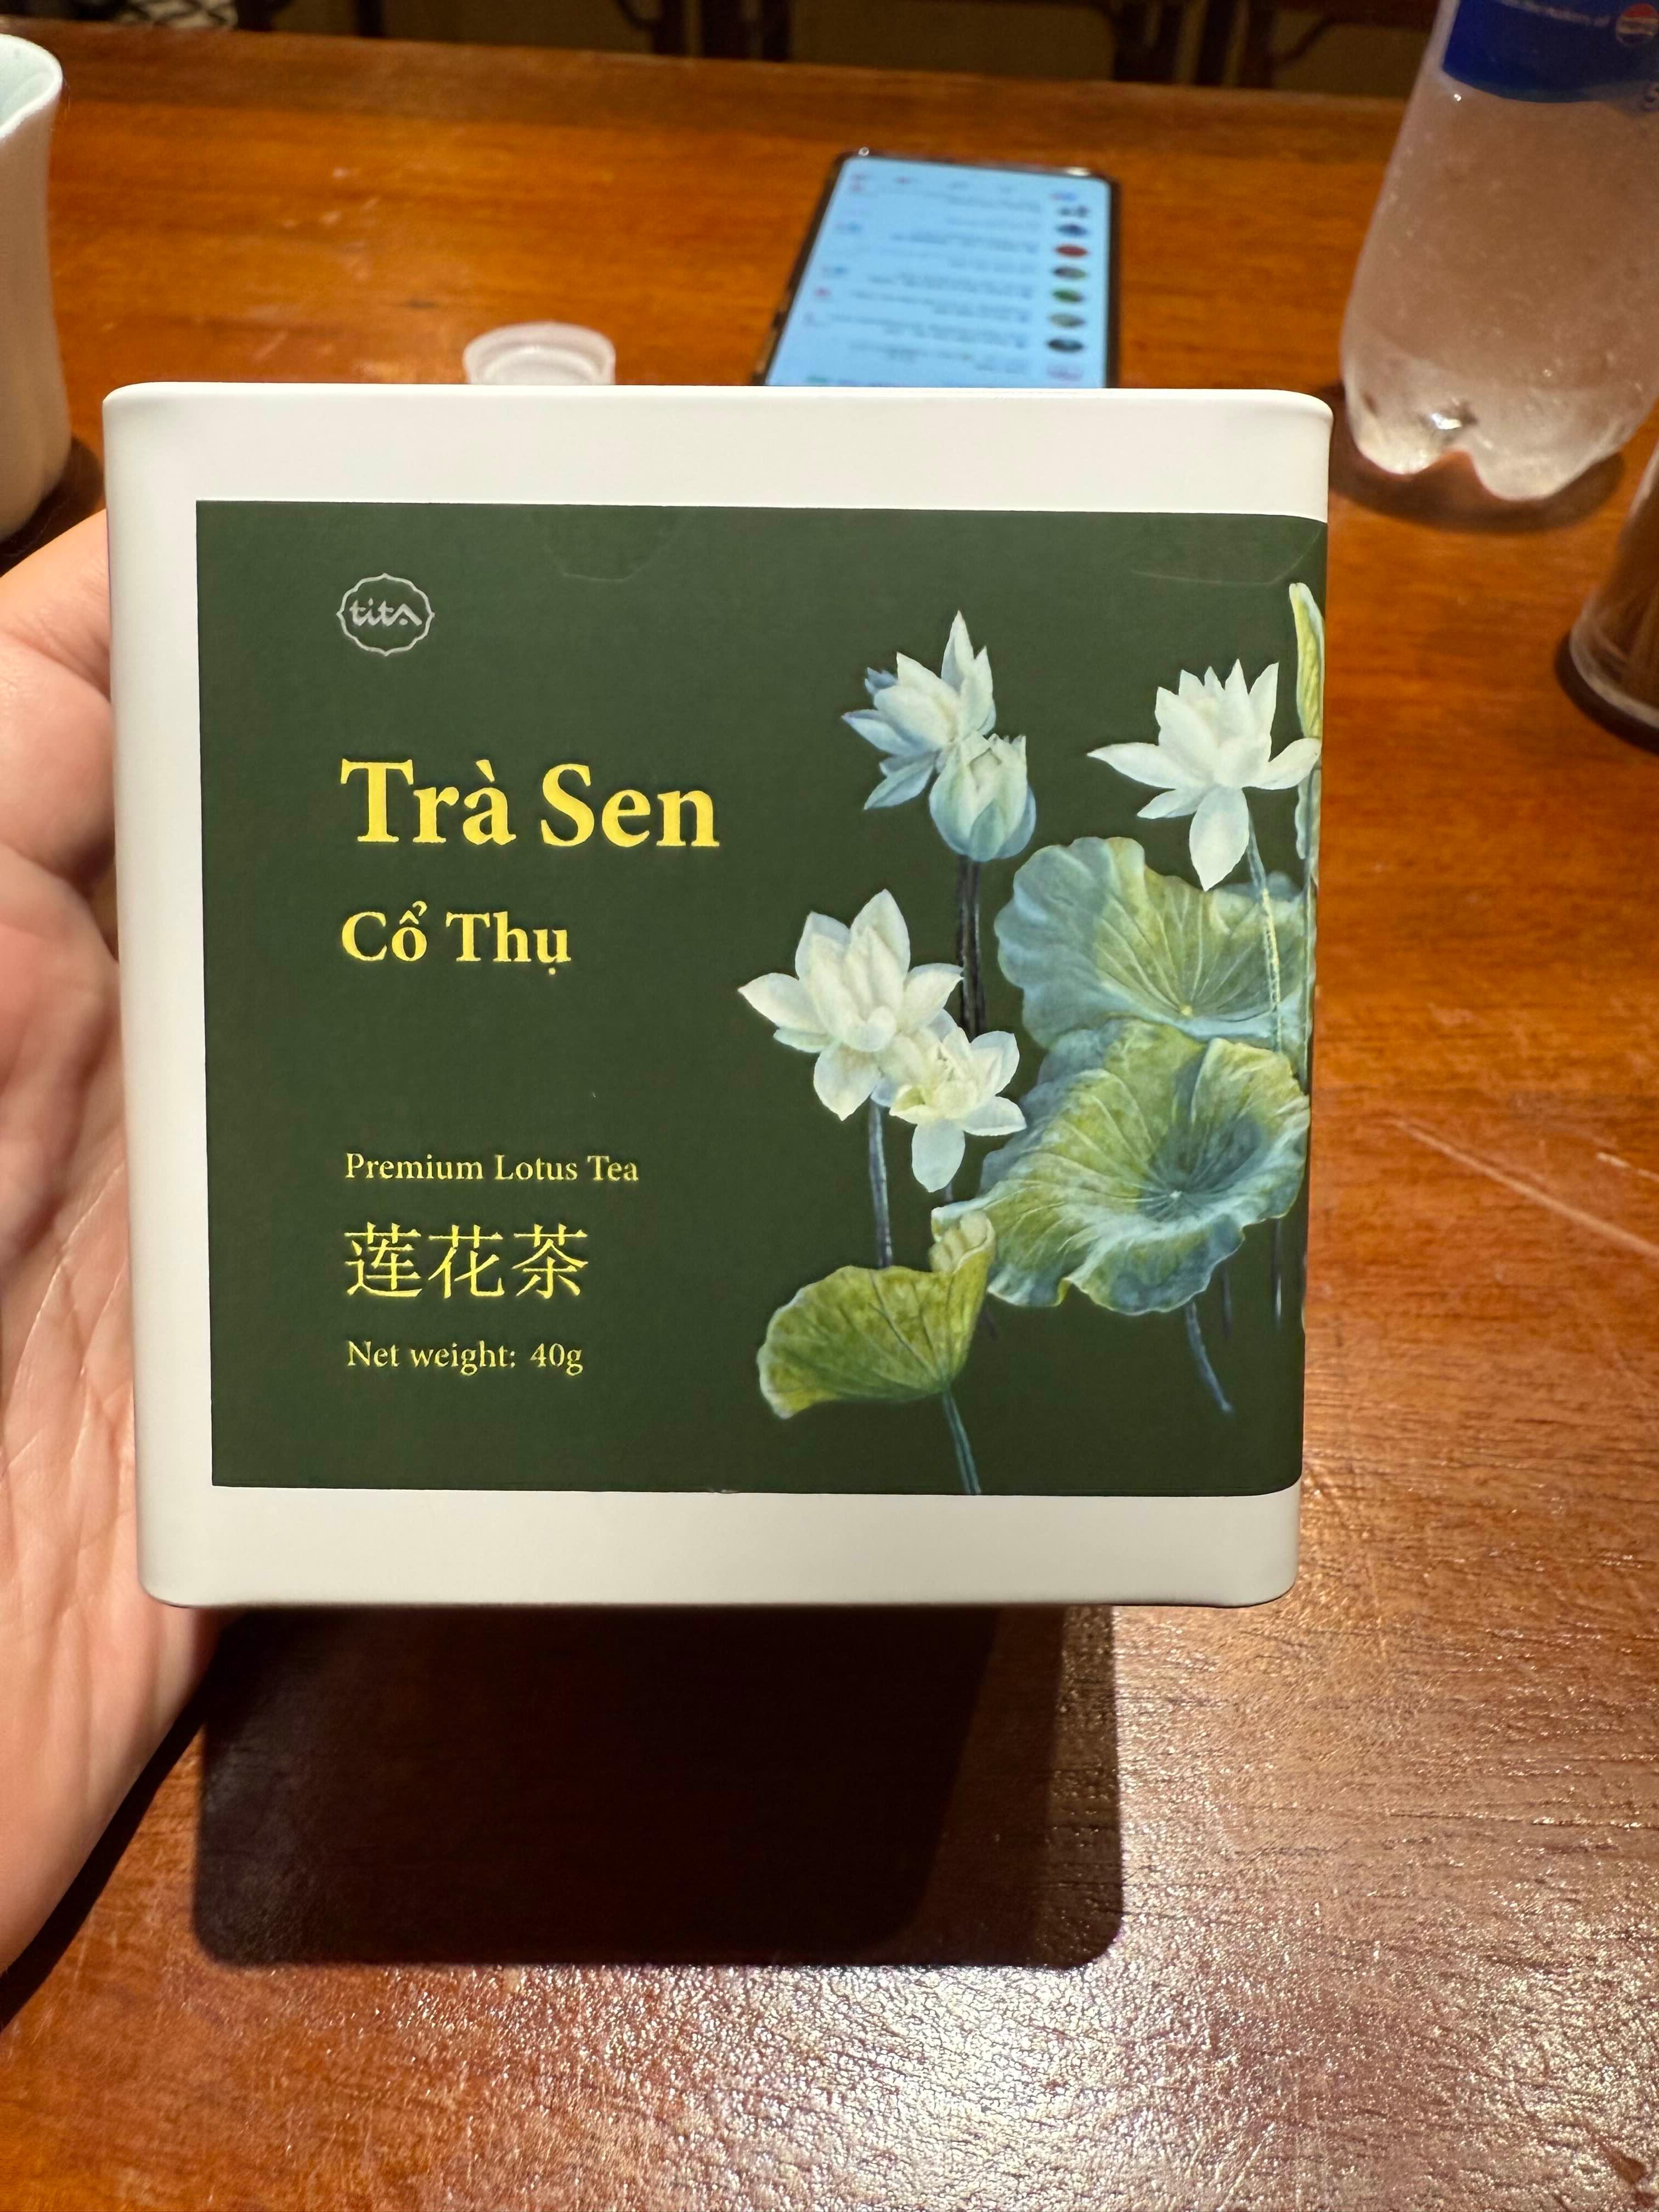 tita
Trà Sen
Cổ Thụ
Premium Lotus Tea
莲花茶
Net weight: 40g